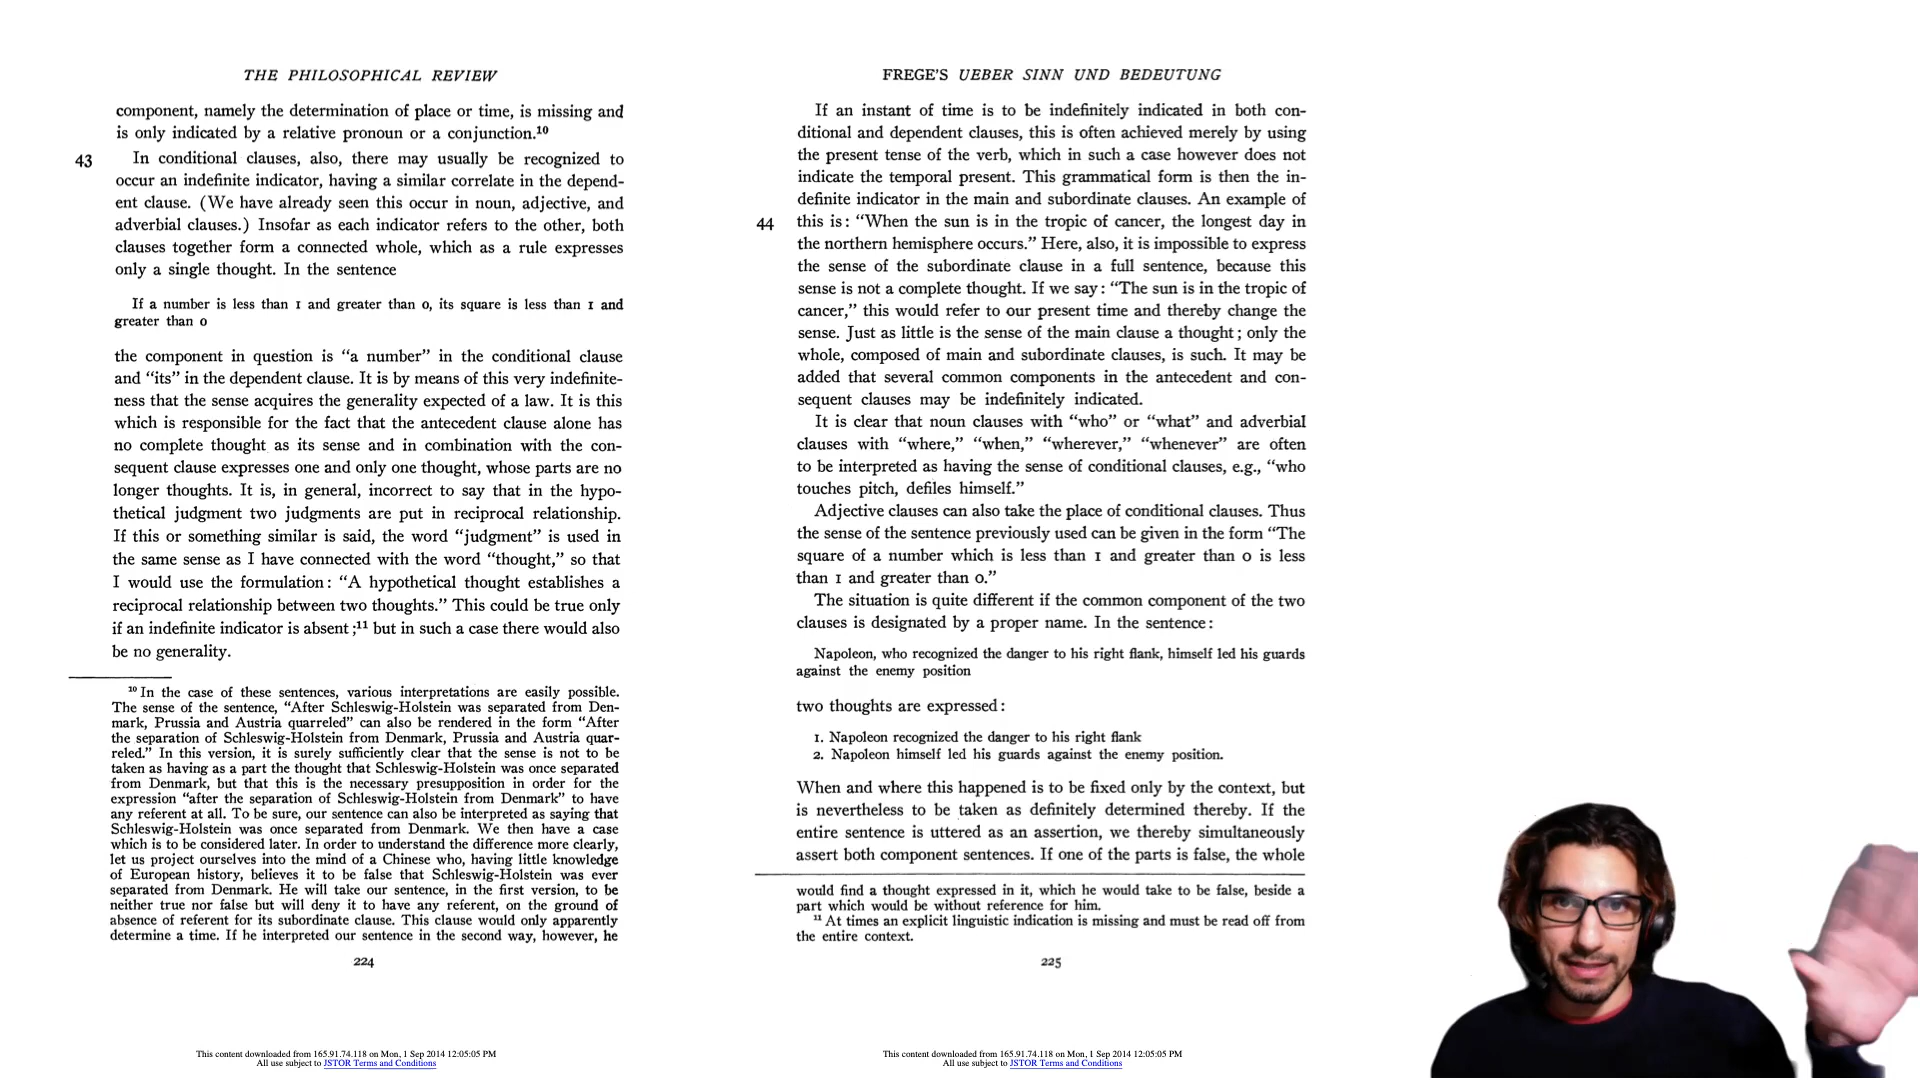 THE PHILOSOPHICAL REVIEW
component, namely the determination of place or time, is missing and
is only indicated by a relative pronoun or a conjunction.¹⁰
43 In conditional clauses, also, there may usually be recognized to
occur an indefinite indicator, having a similar correlate in the depend-
ent clause. (We have already seen this occur in noun, adjective, and
adverbial clauses.) Insofar as each indicator refers to the other, both
clauses together form a connected whole, which as a rule expresses
only a single thought. In the sentence
If a number is less than 1 and greater than 0, its square is less than 1 and
greater than 0
the component in question is “a number” in the conditional clause
and “its” in the dependent clause. It is by means of this very indefinite-
ness that the sense acquires the generality expected of a law. It is this
which is responsible for the fact that the antecedent clause alone has
no complete thought as its sense and in combination with the con-
sequent clause expresses one and only one thought, whose parts are no
longer thoughts. It is, in general, incorrect to say that in the hypo-
thetical judgment two judgments are put in reciprocal relationship.
If this or something similar is said, the word “judgment” is used in
the same sense as I have connected with the word “thought,” so that
I would use the formulation: “A hypothetical thought establishes a
reciprocal relationship between two thoughts.” This could be true only
if an indefinite indicator is absent;¹¹ but in such a case there would also
be no generality.
¹⁰ In the case of these sentences, various interpretations are easily possible.
The sense of the sentence, “After Schleswig-Holstein was separated from Den-
mark, Prussia and Austria quarreled” can also be rendered in the form “After
the separation of Schleswig-Holstein from Denmark, Prussia and Austria quar-
reled.” In this version, it is surely sufficiently clear that the sense is not to be
taken as having as a part the thought that Schleswig-Holstein was once separated
from Denmark, but that this is the necessary presupposition in order for the
expression “after the separation of Schleswig-Holstein from Denmark” to have
any referent at all. To be sure, our sentence can also be interpreted as saying that
Schleswig-Holstein was once separated from Denmark. We then have a case
which is to be considered later. In order to understand the difference more clearly,
let us project ourselves into the mind of a Chinese who, having little knowledge
of European history, believes it to be false that Schleswig-Holstein was ever
separated from Denmark. He will take our sentence, in the first version, to be
neither true nor false but will deny it to have any referent, on the ground of
absence of referent for its subordinate clause. This clause would only apparently
determine a time. If he interpreted our sentence in the second way, however, he
224
This content downloaded from 165.91.74.118 on Mon, 1 Sep 2014 12:05:05 PM
All use subject to JSTOR Terms and Conditions
FREGE'S UEBER SINN UND BEDEUTUNG
If an instant of time is to be indefinitely indicated in both con-
ditional and dependent clauses, this is often achieved merely by using
the present tense of the verb, which in such a case however does not
indicate the temporal present. This grammatical form is then the in-
definite indicator in the main and subordinate clauses. An example of
44 this is: “When the sun is in the tropic of cancer, the longest day in
the northern hemisphere occurs.” Here, also, it is impossible to express
the sense of the subordinate clause in a full sentence, because this
sense is not a complete thought. If we say: “The sun is in the tropic of
cancer,” this would refer to our present time and thereby change the
sense. Just as little is the sense of the main clause a thought; only the
whole, composed of main and subordinate clauses, is such. It may be
added that several common components in the antecedent and con-
sequent clauses may be indefinitely indicated.
It is clear that noun clauses with “who” or “what” and adverbial
clauses with “where,” “when,” “wherever,” “whenever” are often
to be interpreted as having the sense of conditional clauses, e.g., “who
touches pitch, defiles himself.”
Adjective clauses can also take the place of conditional clauses. Thus
the sense of the sentence previously used can be given in the form “The
square of a number which is less than 1 and greater than 0 is less
than 1 and greater than 0.”
The situation is quite different if the common component of the two
clauses is designated by a proper name. In the sentence:
Napoleon, who recognized the danger to his right flank, himself led his guards
against the enemy position
two thoughts are expressed:
1. Napoleon recognized the danger to his right flank
2. Napoleon himself led his guards against the enemy position.
When and where this happened is to be fixed only by the context, but
is nevertheless to be taken as definitely determined thereby. If the
entire sentence is uttered as an assertion, we thereby simultaneously
assert both component sentences. If one of the parts is false, the whole
would find a thought expressed in it, which he would take to be false, beside a
part which would be without reference for him.
¹¹ At times an explicit linguistic indication is missing and must be read off from
the entire context.
225
This content downloaded from 165.91.74.118 on Mon, 1 Sep 2014 12:05:05 PM
All use subject to JSTOR Terms and Conditions